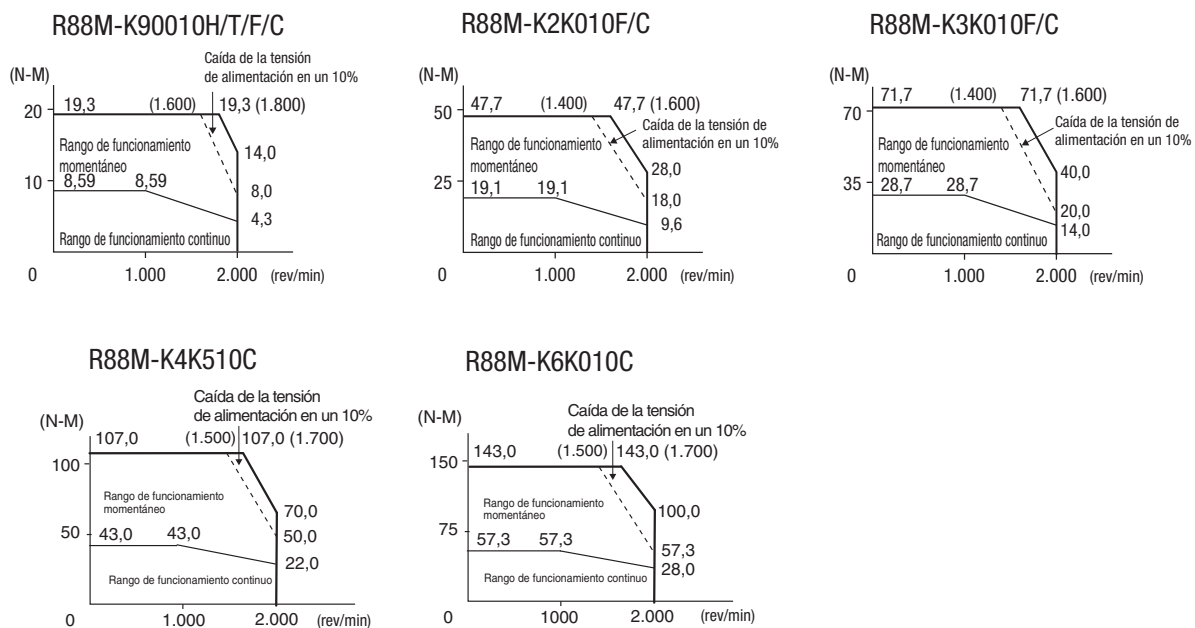 R88M-K90010H/T/F/C
Caída de la tensión
de alimentación en un 10%
(N-M)
20
19,3
(1.600)
19,3 (1.800)
Rango de funcionamiento
momentáneo
14,0
10
8,59
8,59
8,0
4,3
Rango de funcionamiento continuo
0
1.000
2.000
(rev/min)
R88M-K2K010F/C
(N-M)
50
47,7
(1.400)
47,7 (1.600)
Caída de la tensión de
alimentación en un 10%
Rango de funcionamiento
momentáneo
28,0
25
19,1
19,1
18,0
9,6
Rango de funcionamiento continuo
0
1.000
2.000
(rev/min)
R88M-K3K010F/C
(N-M)
70
71,7
(1.400)
71,7 (1.600)
Caída de la tensión de
alimentación en un 10%
Rango de funcionamiento
momentáneo
40,0
35
28,7
28,7
20,0
14,0
Rango de funcionamiento continuo
0
1.000
2.000
(rev/min)
R88M-K4K510C
Caída de la tensión
de alimentación en un 10%
(N-M)
107,0
(1.500)
107,0 (1.700)
100
Rango de funcionamiento
momentáneo
70,0
50
43,0
43,0
50,0
22,0
Rango de funcionamiento continuo
0
1.000
2.000
(rev/min)
R88M-K6K010C
Caída de la tensión
de alimentación en un 10%
(N-M)
150
143,0
(1.500)
143,0 (1.700)
Rango de funcionamiento
momentáneo
100,0
75
57,3
57,3
57,3
28,0
Rango de funcionamiento continuo
0
1000
2.000
(rev/min)